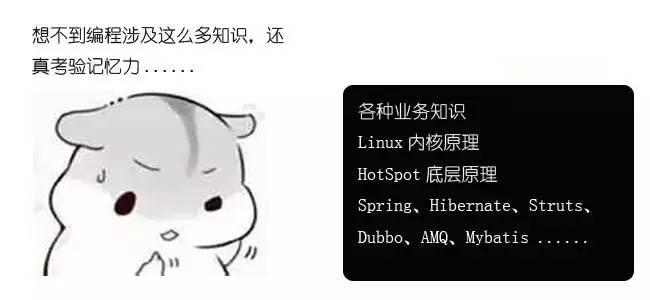 想不到编程涉及这么多知识，还
真考验记忆力......
各种业务知识
Linux 内核原理
HotSpot 底层原理
Spring、Hibernate、Struts、
Dubbo、AMQ、Mybatis ......